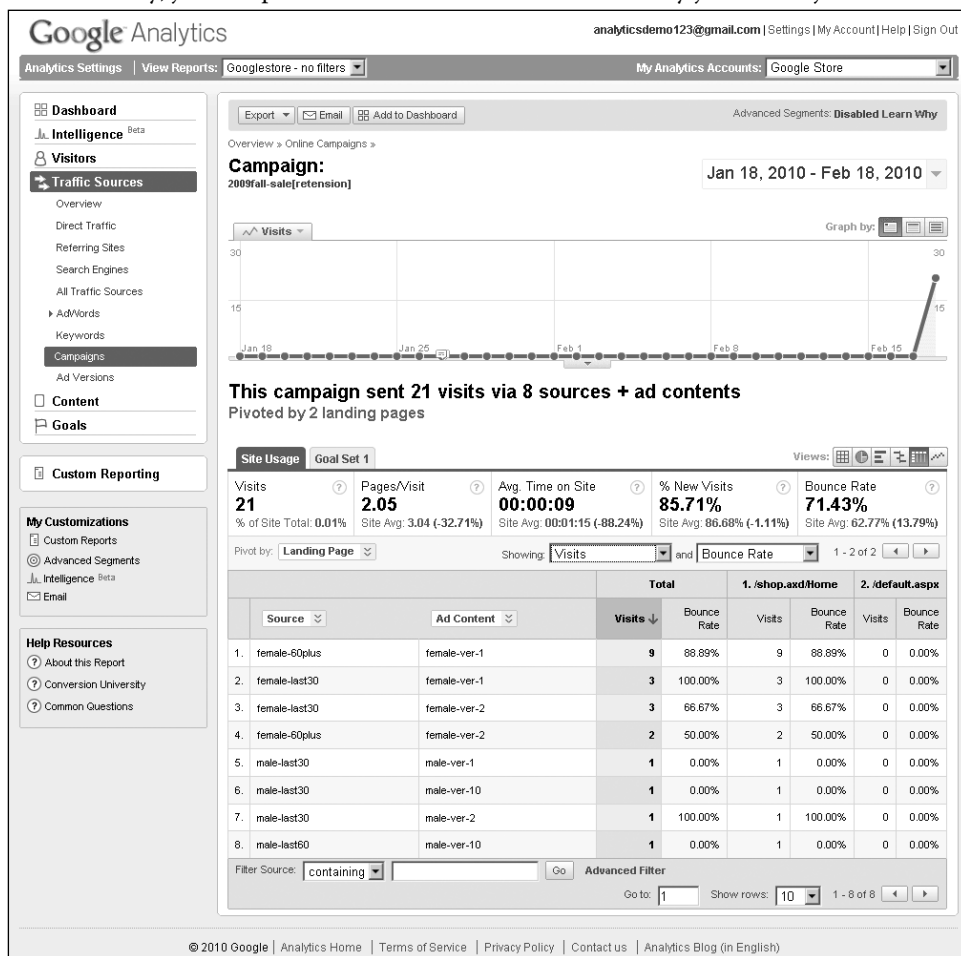 Google Analytics
analyticsdemo123@gmail.com | Settings | My Account | Help | Sign Out
Analytics Settings | View Reports: Googlestore - no filters
My Analytics Accounts: Google Store
Dashboard
Intelligence Beta
Visitors
Traffic Sources
Overview
Direct Traffic
Referring Sites
Search Engines
All Traffic Sources
AdWords
Keywords
Campaigns
Ad Versions
Content
Goals
Custom Reporting
My Customizations
Custom Reports
Advanced Segments
Intelligence Beta
Email
Help Resources
? About this Report
? Conversion University
? Common Questions
Export Email Add to Dashboard
Advanced Segments: Disabled Learn Why
Overview » Online Campaigns »
Campaign:
2009fall-sale[retension]
Jan 18, 2010 - Feb 18, 2010
Visits
Graph by:
30 30
15 15
Jan 18 Jan 25 Feb 1 Feb 8 Feb 15
This campaign sent 21 visits via 8 sources + ad contents
Pivoted by 2 landing pages
Site Usage Goal Set 1
Views:
Visits ? Pages/Visit ? Avg. Time on Site ? % New Visits ? Bounce Rate ?
21 2.05 00:00:09 85.71% 71.43%
% of Site Total: 0.01% Site Avg: 3.04 (-32.71%) Site Avg: 00:01:15 (-88.24%) Site Avg: 86.68% (-1.11%) Site Avg: 62.77% (13.79%)
Pivot by: Landing Page Showing: Visits and Bounce Rate 1 - 2 of 2
Total 1. /shop.axd/Home 2. /default.aspx
Source Ad Content Visits Bounce Rate Visits Bounce Rate Visits Bounce Rate
1. female-60plus female-ver-1 9 88.89% 9 88.89% 0 0.00%
2. female-last30 female-ver-1 3 100.00% 3 100.00% 0 0.00%
3. female-last30 female-ver-2 3 66.67% 3 66.67% 0 0.00%
4. female-60plus female-ver-2 2 50.00% 2 50.00% 0 0.00%
5. male-last30 male-ver-1 1 0.00% 1 0.00% 0 0.00%
6. male-last30 male-ver-10 1 0.00% 1 0.00% 0 0.00%
7. male-last30 male-ver-2 1 100.00% 1 100.00% 0 0.00%
8. male-last60 male-ver-10 1 0.00% 1 0.00% 0 0.00%
Filter Source: containing Go Advanced Filter
Go to: 1 Show rows: 10 1 - 8 of 8
© 2010 Google | Analytics Home | Terms of Service | Privacy Policy | Contact us | Analytics Blog (in English)